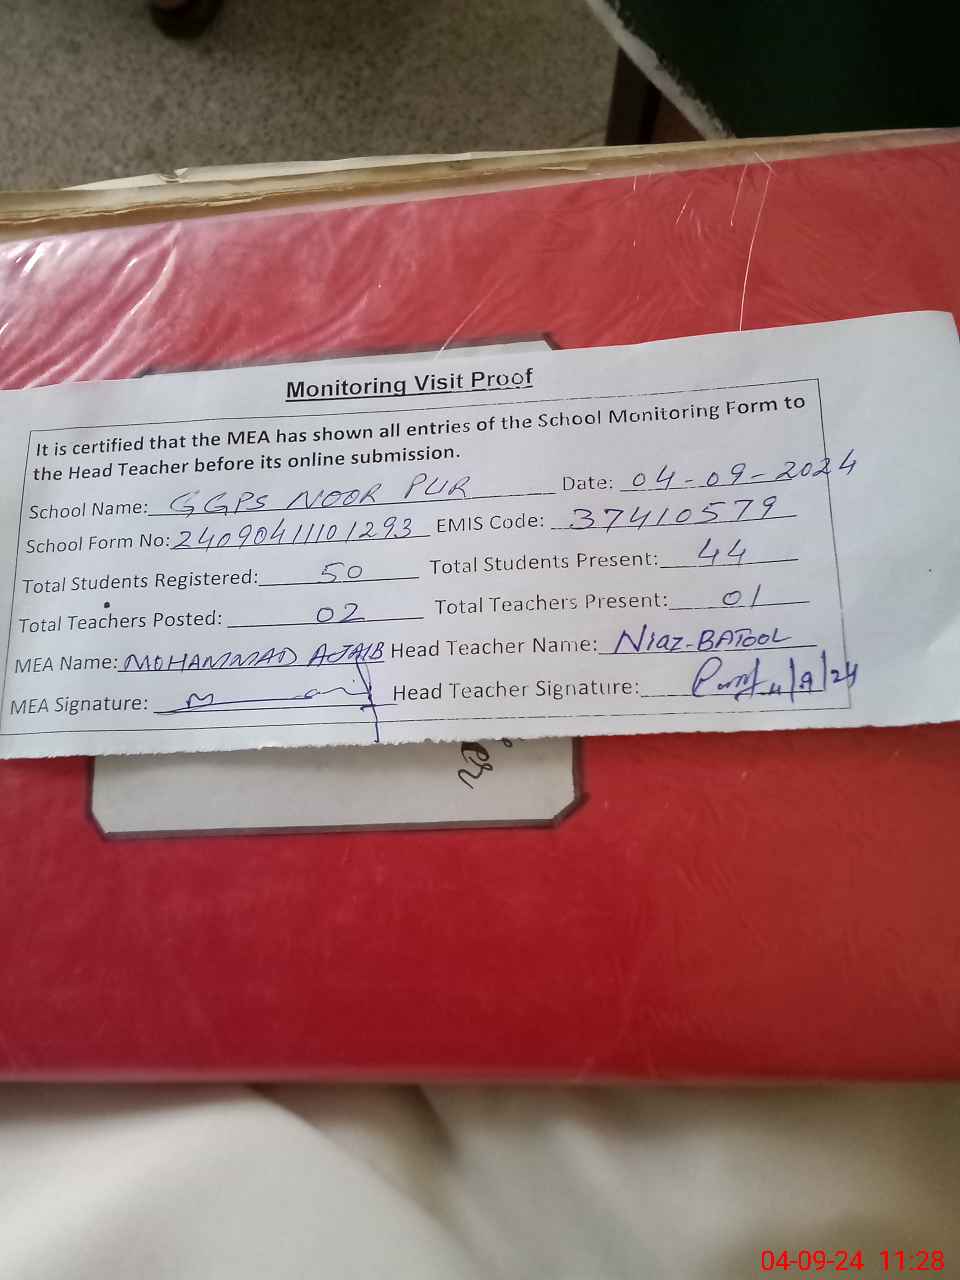 Monitoring Visit Proof
It is certified that the MEA has shown all entries of the School Monitoring Form to
the Head Teacher before its online submission.
School Name: GGPS NOOR PUR Date: 04-09-2024
School Form No: 2409041110 1293 EMIS Code: 37410579
Total Students Registered: 50 Total Students Present: 44
Total Teachers Posted: 02 Total Teachers Present: 01
MEA Name: MOHAMMAD AJAIB Head Teacher Name: Niaz-BATOOL
MEA Signature: Head Teacher Signature: 4/9/24
04-09-24 11:28